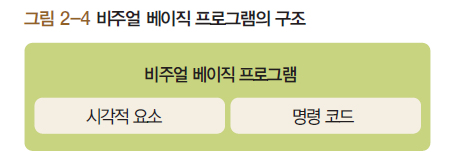 그림 2-4 비주얼 베이직 프로그램의 구조
비주얼 베이직 프로그램
시각적 요소 명령 코드